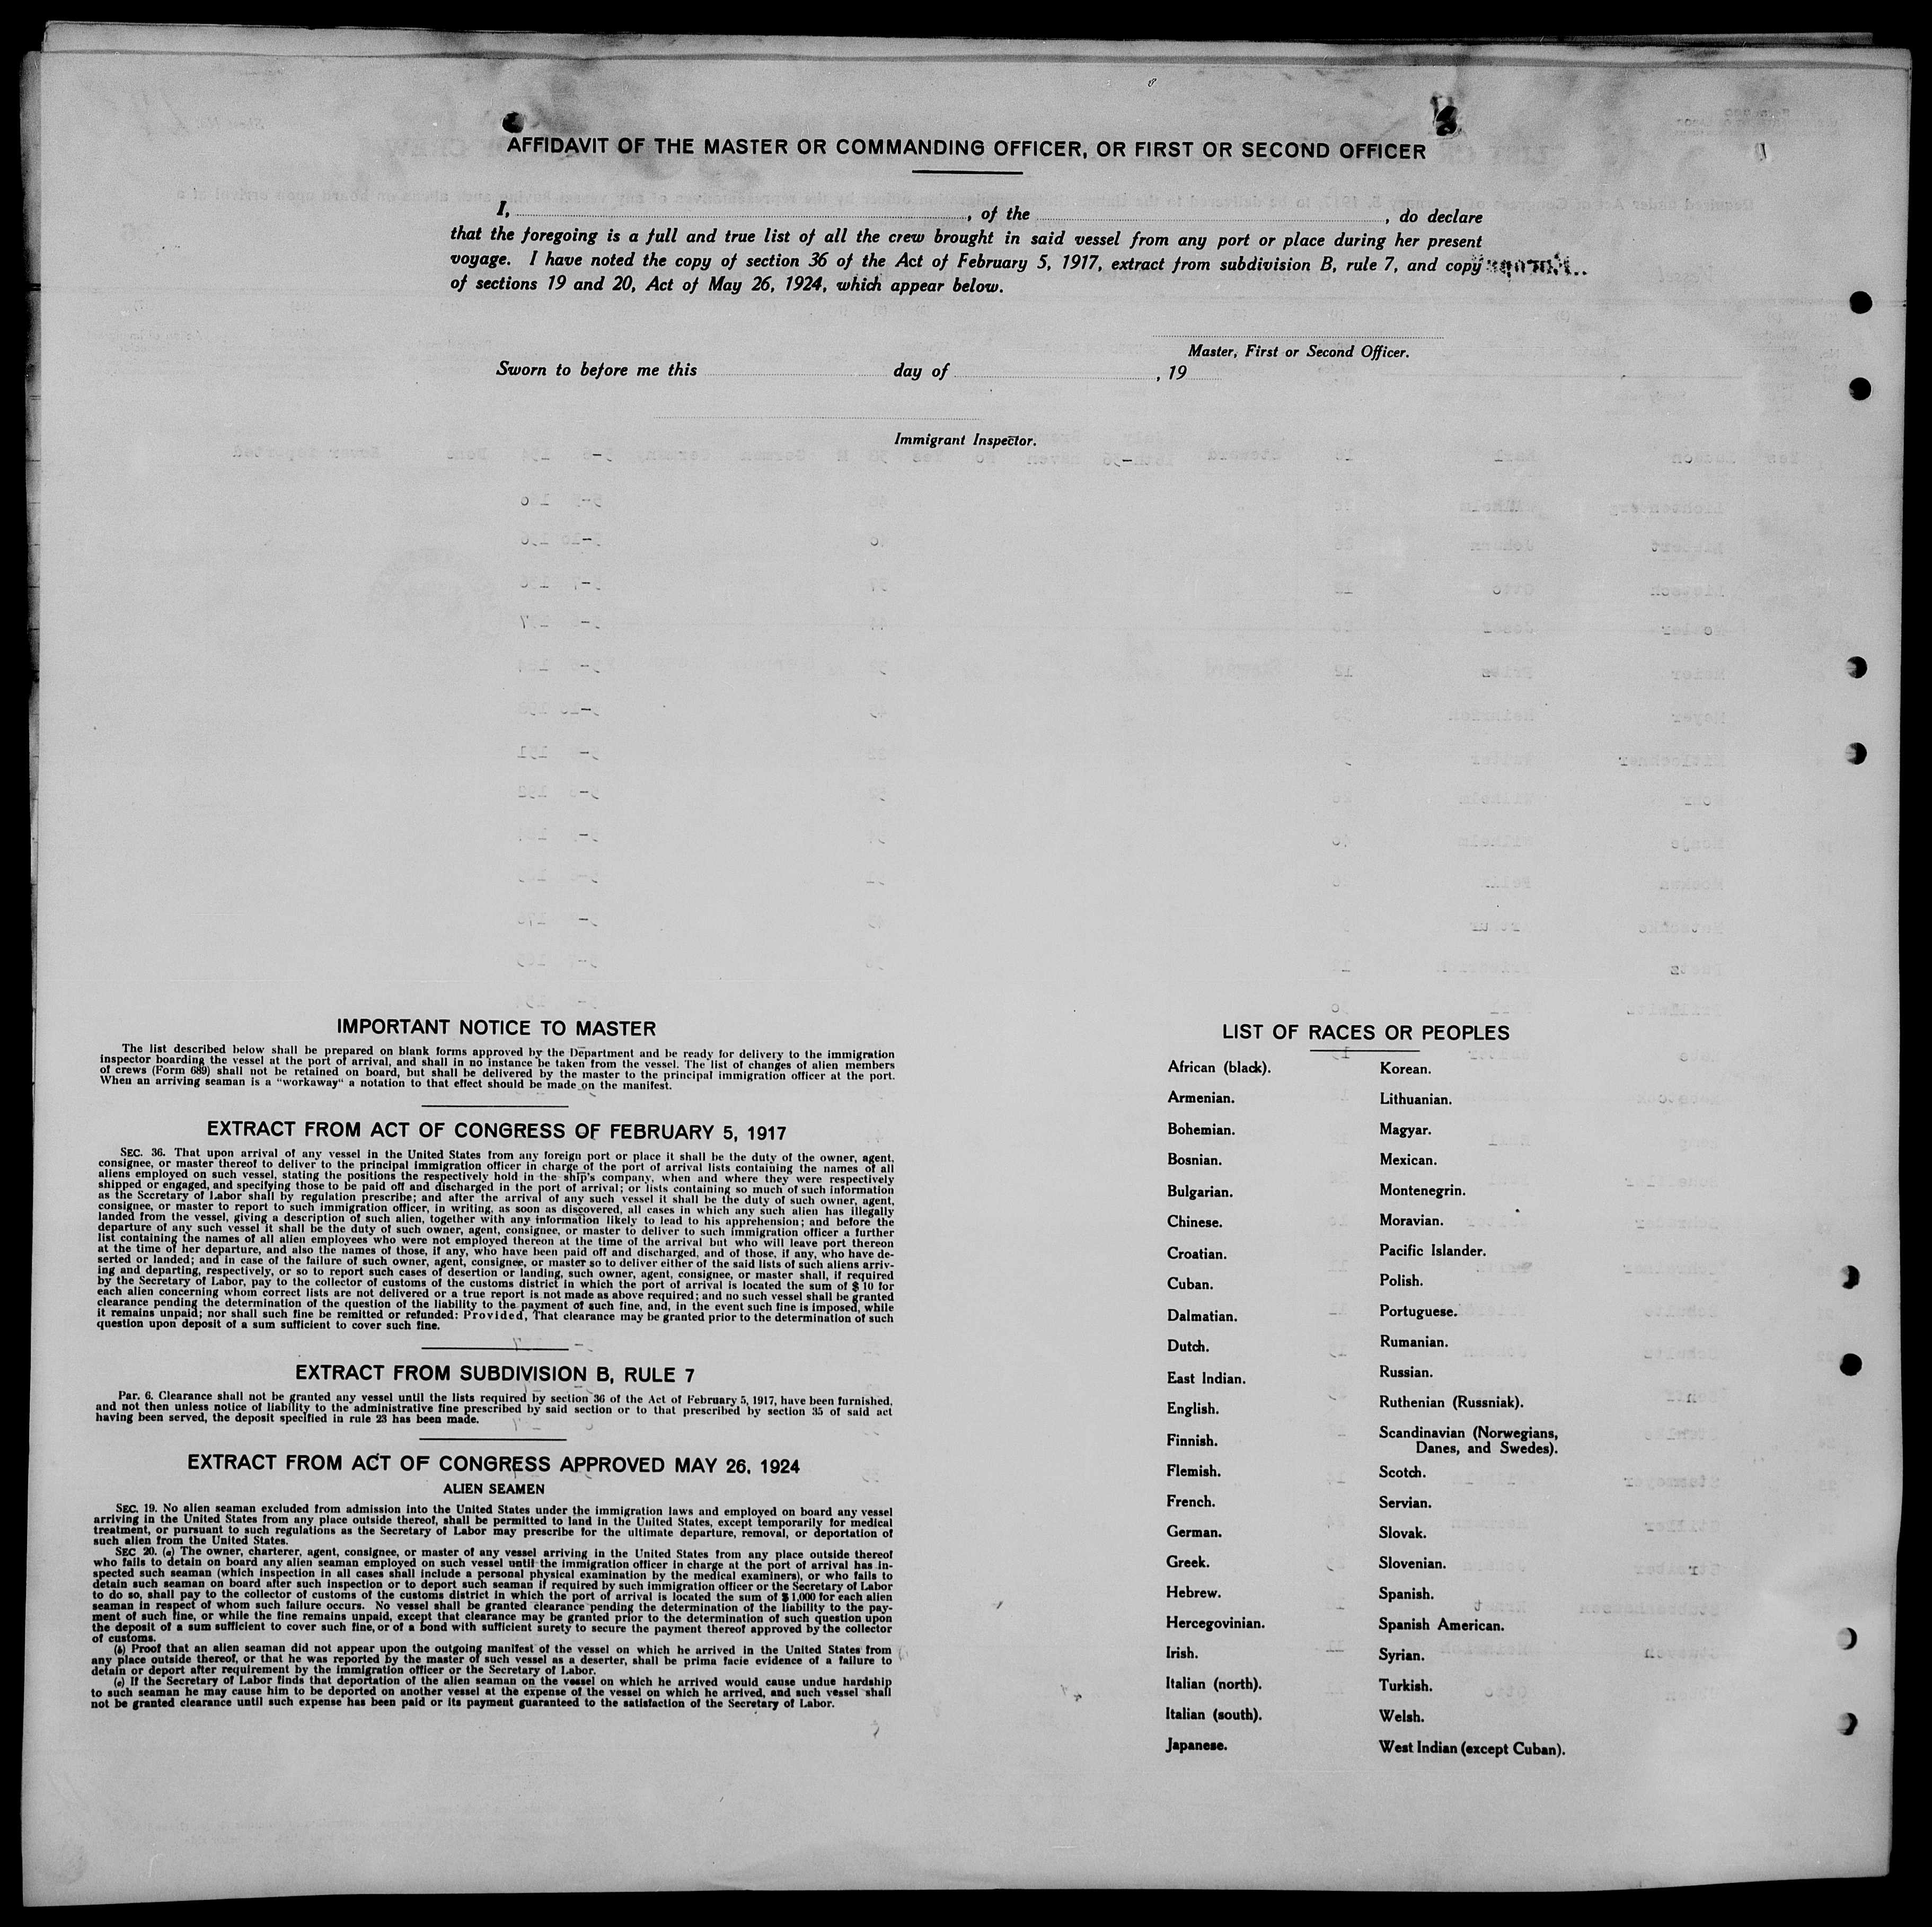 AFFIDAVIT OF THE MASTER OR COMMANDING OFFICER, OR FIRST OR SECOND OFFICER
I, , of the , do declare
that the foregoing is a full and true list of all the crew brought in said vessel from any port or place during her present
voyage. I have noted the copy of section 36 of the Act of February 5, 1917, extract from subdivision B, rule 7, and copy
of sections 19 and 20, Act of May 26, 1924, which appear below.
Master, First or Second Officer.
Sworn to before me this day of , 19
Immigrant Inspector.
IMPORTANT NOTICE TO MASTER
The list described below shall be prepared on blank forms approved by the Department and be ready for delivery to the immigration
inspector boarding the vessel at the port of arrival, and shall in no instance be taken from the vessel. The list of changes of alien members
of crews (Form 689) shall not be retained on board, but shall be delivered by the master to the principal immigration officer at the port.
When an arriving seaman is a "workaway" a notation to that effect should be made on the manifest.
EXTRACT FROM ACT OF CONGRESS OF FEBRUARY 5, 1917
SEC. 36. That upon arrival of any vessel in the United States from any foreign port or place it shall be the duty of the owner, agent,
consignee, or master thereof to deliver to the principal immigration officer in charge of the port of arrival lists containing the names of all
aliens employed on such vessel, stating the positions the respectively hold in the ship's company, when and where they were respectively
shipped or engaged, and specifying those to be paid off and discharged in the port of arrival; or lists containing so much of such information
as the Secretary of Labor shall by regulation prescribe; and after the arrival of any such vessel it shall be the duty of such owner, agent,
consignee, or master to report to such immigration officer, in writing, as soon as discovered, all cases in which any such alien has illegally
landed from the vessel, giving a description of such alien, together with any information likely to lead to his apprehension; and before the
departure of any such vessel it shall be the duty of such owner, agent, consignee, or master to deliver to such immigration officer a further
list containing the names of all alien employees who were not employed thereon at the time of the arrival but who will leave port thereon
at the time of her departure, and also the names of those, if any, who have been paid off and discharged, and of those, if any, who have de-
serted or landed; and in case of the failure of such owner, agent, consignee, or master so to deliver either of the said lists of such aliens arriv-
ing and departing, respectively, or so to report such cases of desertion or landing, such owner, agent, consignee, or master shall, if required
by the Secretary of Labor, pay to the collector of customs of the customs district in which the port of arrival is located the sum of $ 10 for
each alien concerning whom correct lists are not delivered or a true report is not made as above required; and no such vessel shall be granted
clearance pending the determination of the question of the liability to the payment of such fine, and, in the event such fine is imposed, while
it remains unpaid; nor shall such fine be remitted or refunded: Provided, That clearance may be granted prior to the determination of such
question upon deposit of a sum sufficient to cover such fine.
EXTRACT FROM SUBDIVISION B, RULE 7
Par. 6. Clearance shall not be granted any vessel until the lists required by section 36 of the Act of February 5, 1917, have been furnished,
and not then unless notice of liability to the administrative fine prescribed by said section or to that prescribed by section 35 of said act
having been served, the deposit specified in rule 23 has been made.
EXTRACT FROM ACT OF CONGRESS APPROVED MAY 26, 1924
ALIEN SEAMEN
SEC. 19. No alien seaman excluded from admission into the United States under the immigration laws and employed on board any vessel
arriving in the United States from any place outside thereof, shall be permitted to land in the United States, except temporarily for medical
treatment, or pursuant to such regulations as the Secretary of Labor may prescribe for the ultimate departure, removal, or deportation of
such alien from the United States.
SEC 20. (a) The owner, charterer, agent, consignee, or master of any vessel arriving in the United States from any place outside thereof
who fails to detain on board any alien seaman employed on such vessel until the immigration officer in charge at the port of arrival has in-
spected such seaman (which inspection in all cases shall include a personal physical examination by the medical examiners), or who fails to
detain such seaman on board after such inspection or to deport such seaman if required by such immigration officer or the Secretary of Labor
to do so, shall pay to the collector of customs of the customs district in which the port of arrival is located the sum of $ 1,000 for each alien
seaman in respect of whom such failure occurs. No vessel shall be granted clearance pending the determination of the liability to the pay-
ment of such fine, or while the fine remains unpaid, except that clearance may be granted prior to the determination of such question upon
the deposit of a sum sufficient to cover such fine, or of a bond with sufficient surety to secure the payment thereof approved by the collector
of customs.
(b) Proof that an alien seaman did not appear upon the outgoing manifest of the vessel on which he arrived in the United States from
any place outside thereof, or that he was reported by the master of such vessel as a deserter, shall be prima facie evidence of a failure to
detain or deport after requirement by the immigration officer or the Secretary of Labor.
(c) If the Secretary of Labor finds that deportation of the alien seaman on the vessel on which he arrived would cause undue hardship
to such seaman he may cause him to be deported on another vessel at the expense of the vessel on which he arrived, and such vessel shall
not be granted clearance until such expense has been paid or its payment guaranteed to the satisfaction of the Secretary of Labor.
LIST OF RACES OR PEOPLES
African (black).
Armenian.
Bohemian.
Bosnian.
Bulgarian.
Chinese.
Croatian.
Cuban.
Dalmatian.
Dutch.
East Indian.
English.
Finnish.
Flemish.
French.
German.
Greek.
Hebrew.
Hercegovinian.
Irish.
Italian (north).
Italian (south).
Japanese.
Korean.
Lithuanian.
Magyar.
Mexican.
Montenegrin.
Moravian.
Pacific Islander.
Polish.
Portuguese.
Rumanian.
Russian.
Ruthenian (Russniak).
Scandinavian (Norwegians,
Danes, and Swedes).
Scotch.
Servian.
Slovak.
Slovenian.
Spanish.
Spanish American.
Syrian.
Turkish.
Welsh.
West Indian (except Cuban).